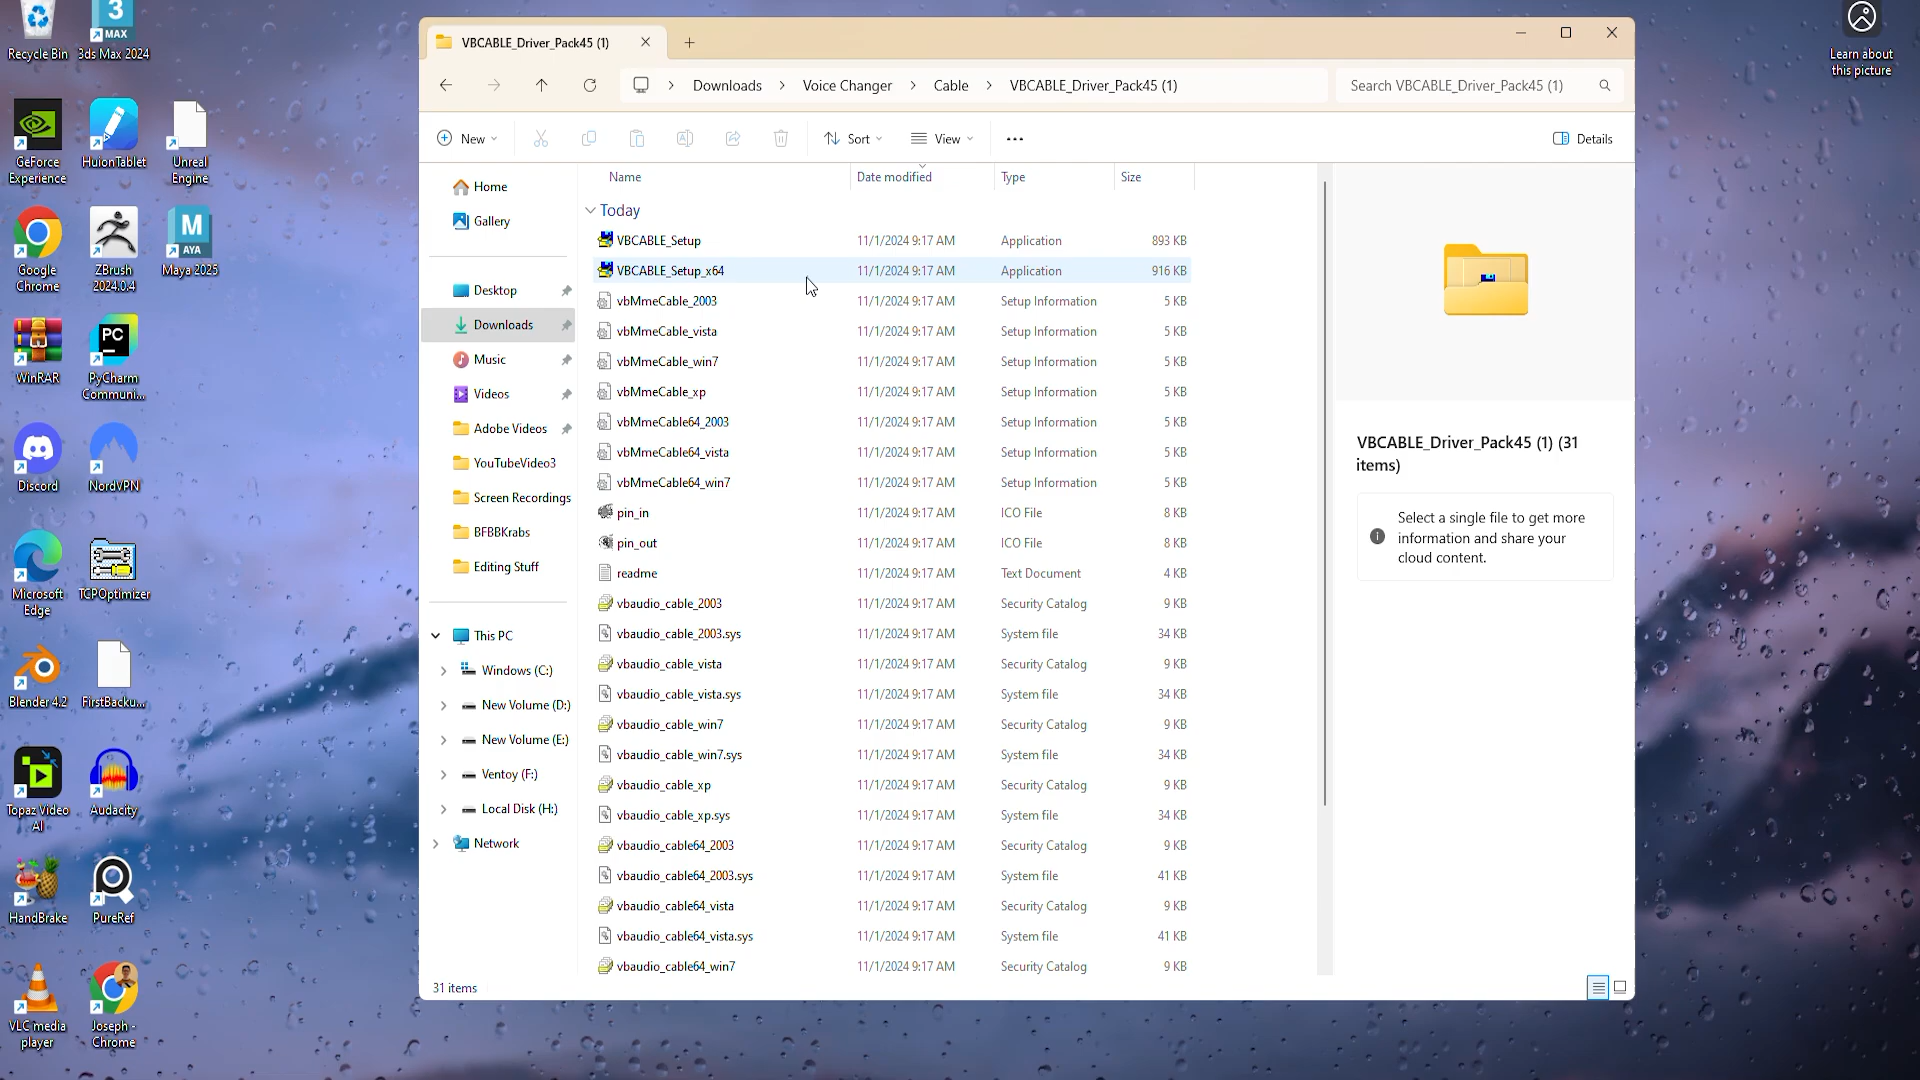 Recycle Bin
3ds Max 2024
GeForce
Experience
HuionTablet
Unreal
Engine
Google
Chrome
ZBrush
2024.0.4
Maya 2025
WinRAR
PyCharm
Communi...
Discord
NordVPN
Microsoft
Edge
TCPOptimizer
Blender 4.2
FirstBacku...
Topaz Video
AI
Audacity
HandBrake
PureRef
VLC media
player
Joseph -
Chrome
Learn about
this picture
VBCABLE_Driver_Pack45 (1)
Downloads > Voice Changer > Cable > VBCABLE_Driver_Pack45 (1)
Search VBCABLE_Driver_Pack45 (1)
New
Sort
View
Details
Home
Gallery
Desktop
Downloads
Music
Videos
Adobe Videos
YouTubeVideo3
Screen Recordings
BFBBKrabs
Editing Stuff
This PC
Windows (C:)
New Volume (D:)
New Volume (E:)
Ventoy (F:)
Local Disk (H:)
Network
Name Date modified Type Size
Today
VBCABLE_Setup 11/1/2024 9:17 AM Application 893 KB
VBCABLE_Setup_x64 11/1/2024 9:17 AM Application 916 KB
vbMmeCable_2003 11/1/2024 9:17 AM Setup Information 5 KB
vbMmeCable_vista 11/1/2024 9:17 AM Setup Information 5 KB
vbMmeCable_win7 11/1/2024 9:17 AM Setup Information 5 KB
vbMmeCable_xp 11/1/2024 9:17 AM Setup Information 5 KB
vbMmeCable64_2003 11/1/2024 9:17 AM Setup Information 5 KB
vbMmeCable64_vista 11/1/2024 9:17 AM Setup Information 5 KB
vbMmeCable64_win7 11/1/2024 9:17 AM Setup Information 5 KB
pin_in 11/1/2024 9:17 AM ICO File 8 KB
pin_out 11/1/2024 9:17 AM ICO File 8 KB
readme 11/1/2024 9:17 AM Text Document 4 KB
vbaudio_cable_2003 11/1/2024 9:17 AM Security Catalog 9 KB
vbaudio_cable_2003.sys 11/1/2024 9:17 AM System file 34 KB
vbaudio_cable_vista 11/1/2024 9:17 AM Security Catalog 9 KB
vbaudio_cable_vista.sys 11/1/2024 9:17 AM System file 34 KB
vbaudio_cable_win7 11/1/2024 9:17 AM Security Catalog 9 KB
vbaudio_cable_win7.sys 11/1/2024 9:17 AM System file 34 KB
vbaudio_cable_xp 11/1/2024 9:17 AM Security Catalog 9 KB
vbaudio_cable_xp.sys 11/1/2024 9:17 AM System file 34 KB
vbaudio_cable64_2003 11/1/2024 9:17 AM Security Catalog 9 KB
vbaudio_cable64_2003.sys 11/1/2024 9:17 AM System file 41 KB
vbaudio_cable64_vista 11/1/2024 9:17 AM Security Catalog 9 KB
vbaudio_cable64_vista.sys 11/1/2024 9:17 AM System file 41 KB
vbaudio_cable64_win7 11/1/2024 9:17 AM Security Catalog 9 KB
VBCABLE_Driver_Pack45 (1) (31
items)
Select a single file to get more
information and share your
cloud content.
31 items
3
MAX
M
AYA
PC